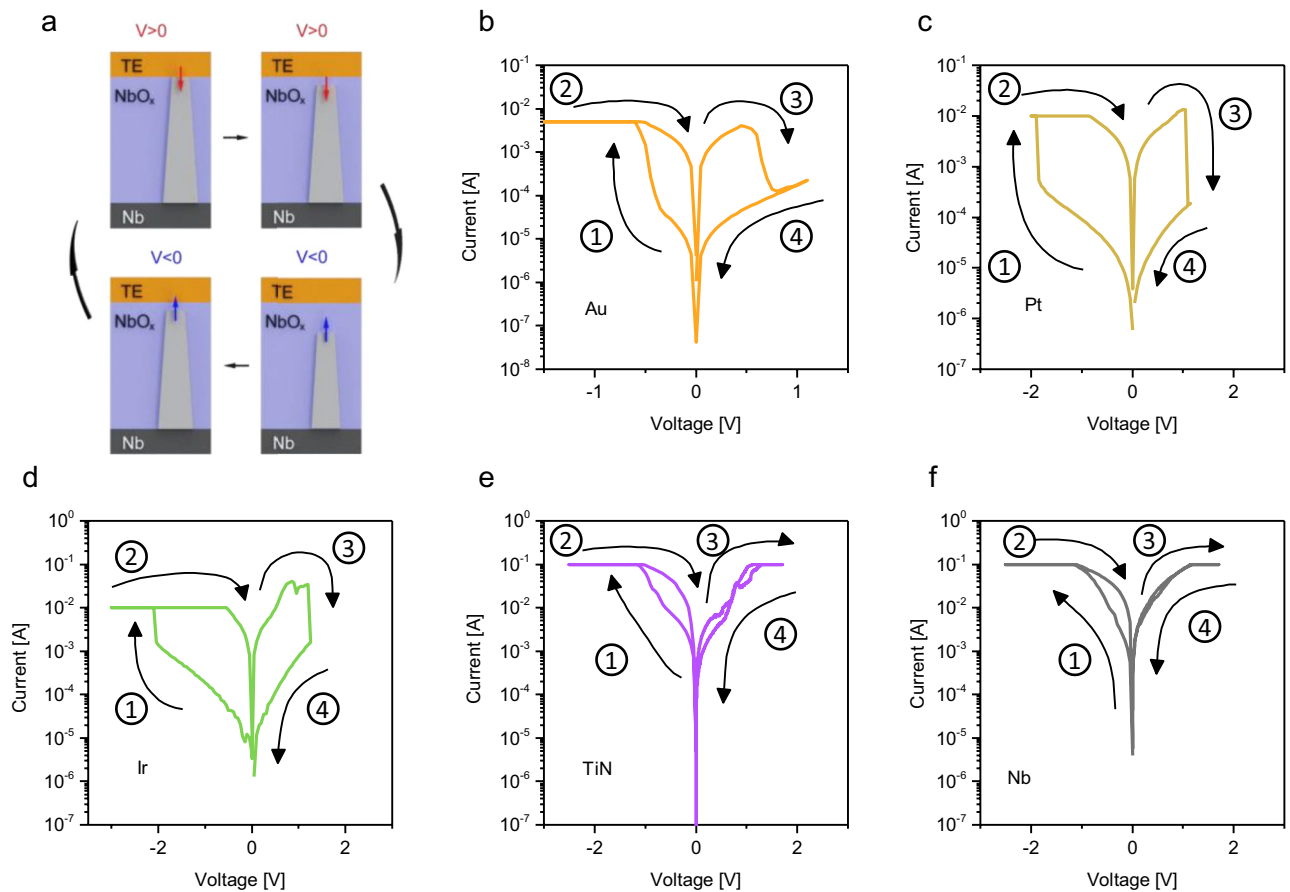 a
V>0 V>0
TE TE
NbOₓ NbOₓ
Nb Nb
V<0 V<0
TE TE
NbOₓ NbOₓ
Nb Nb
b
10⁻¹
10⁻²
10⁻³
10⁻⁴
10⁻⁵
10⁻⁶
10⁻⁷
10⁻⁸
Current [A]
② ③
① ④
Au
-1 0 1
Voltage [V]
c
10⁻¹
10⁻²
10⁻³
10⁻⁴
10⁻⁵
10⁻⁶
10⁻⁷
Current [A]
② ③
① ④
Pt
-2 0 2
Voltage [V]
d
10⁰
10⁻¹
10⁻²
10⁻³
10⁻⁴
10⁻⁵
10⁻⁶
10⁻⁷
Current [A]
② ③
① ④
Ir
-2 0 2
Voltage [V]
e
10⁰
10⁻¹
10⁻²
10⁻³
10⁻⁴
10⁻⁵
10⁻⁶
10⁻⁷
Current [A]
② ③
① ④
TiN
-2 0 2
Voltage [V]
f
10⁰
10⁻¹
10⁻²
10⁻³
10⁻⁴
10⁻⁵
10⁻⁶
10⁻⁷
Current [A]
② ③
① ④
Nb
-2 0 2
Voltage [V]